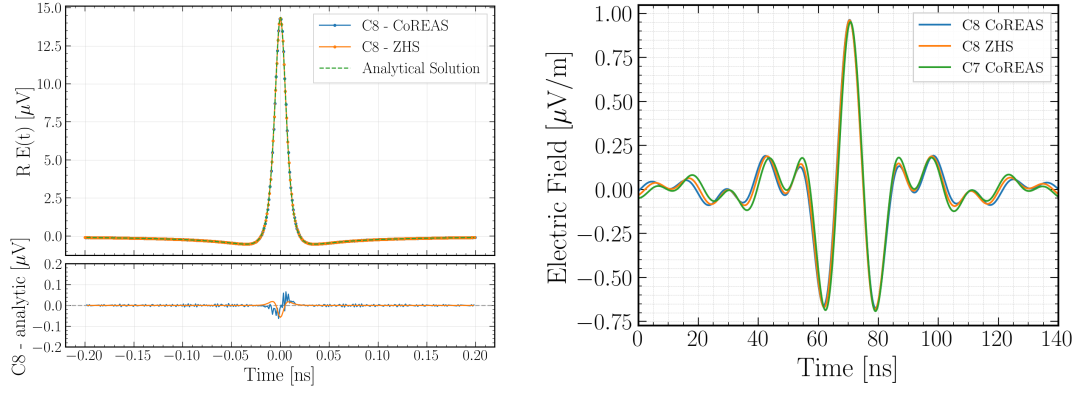 15.0
12.5
10.0
7.5
5.0
2.5
0.0
R E(t) [μV]
C8 - CoREAS
C8 - ZHS
Analytical Solution
0.2
0.1
0.0
−0.1
−0.2
C8 - analytic [μV]
−0.20 −0.15 −0.10 −0.05 0.00 0.05 0.10 0.15 0.20
Time [ns]
1.00
0.75
0.50
0.25
0.00
−0.25
−0.50
−0.75
Electric Field [μV/m]
C8 CoREAS
C8 ZHS
C7 CoREAS
0 20 40 60 80 100 120 140
Time [ns]